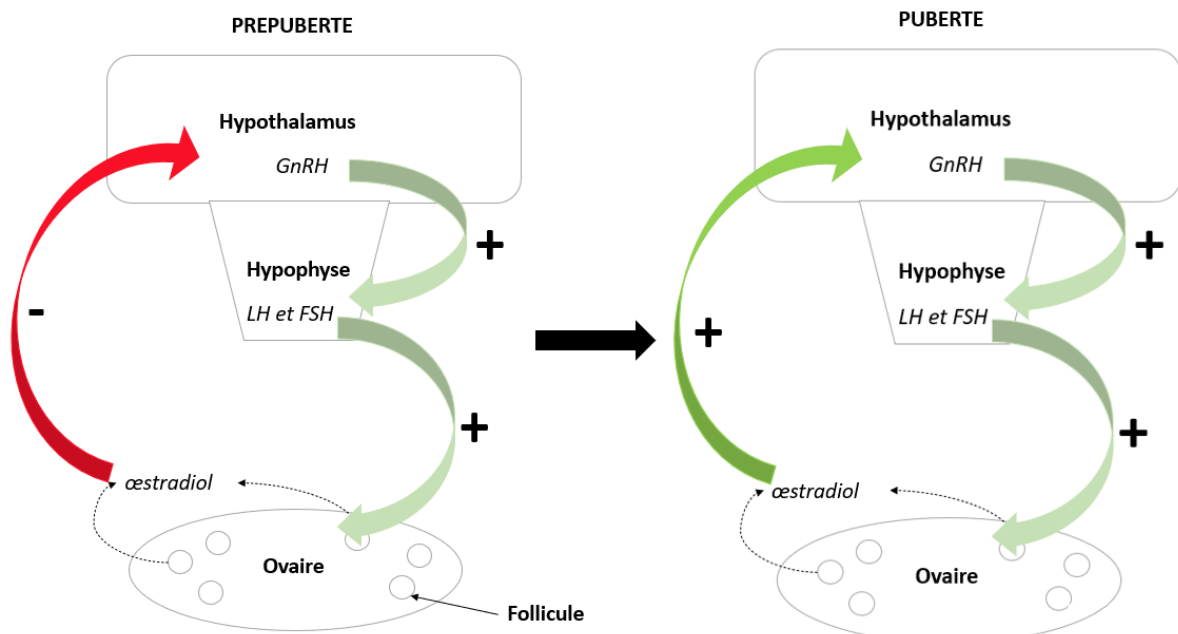 PREPUBERTE
Hypothalamus
GnRH
+
Hypophyse
LH et FSH
-
+
œstradiol
Ovaire
Follicule
PUBERTE
Hypothalamus
GnRH
+
Hypophyse
LH et FSH
+
+
œstradiol
Ovaire